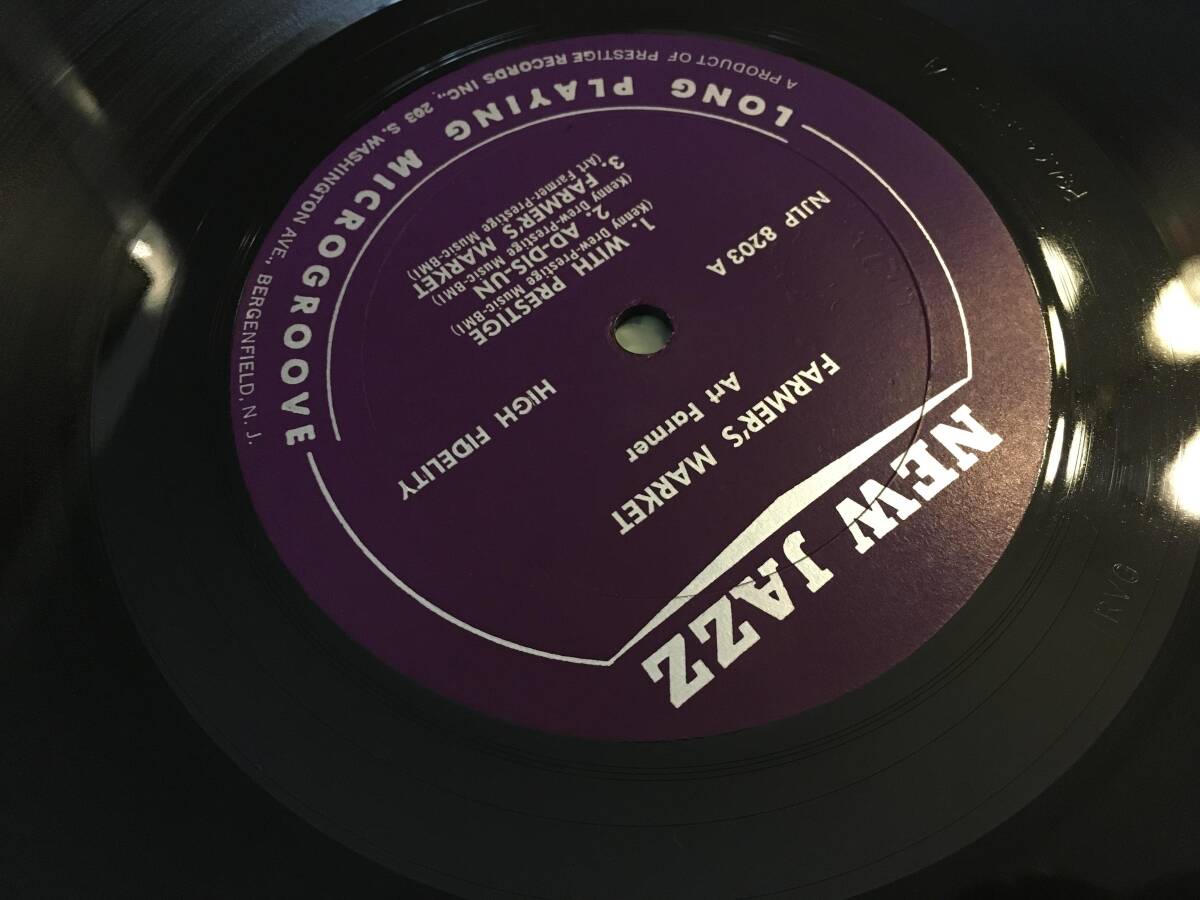 NEW JAZZ
FARMER'S MARKET
Art Farmer
HIGH FIDELITY
NJLP 8203 A
1. WITH PRESTIGE
(Kenny Drew-Prestige Music-BMI)
2. AD-DIS-UN
(Kenny Drew-Prestige Music-BMI)
3. FARMER'S MARKET
(Art Farmer-Prestige Music-BMI)
LONG PLAYING MICROGROOVE
A PRODUCT OF PRESTIGE RECORDS INC., 203 S. WASHINGTON AVE., BERGENFIELD, N. J.
RVG